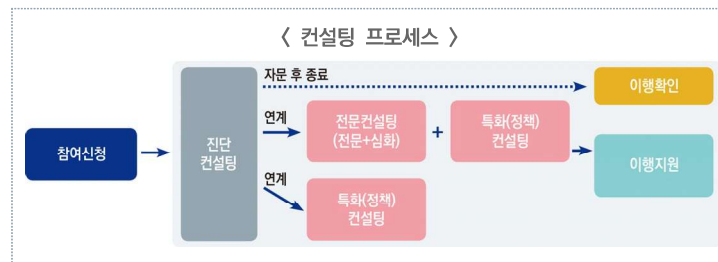 〈 컨설팅 프로세스 〉
자문 후 종료
이행확인
연계
전문컨설팅
(전문+심화)
+
특화(정책)
컨설팅
참여신청
진단
컨설팅
이행지원
연계
특화(정책)
컨설팅